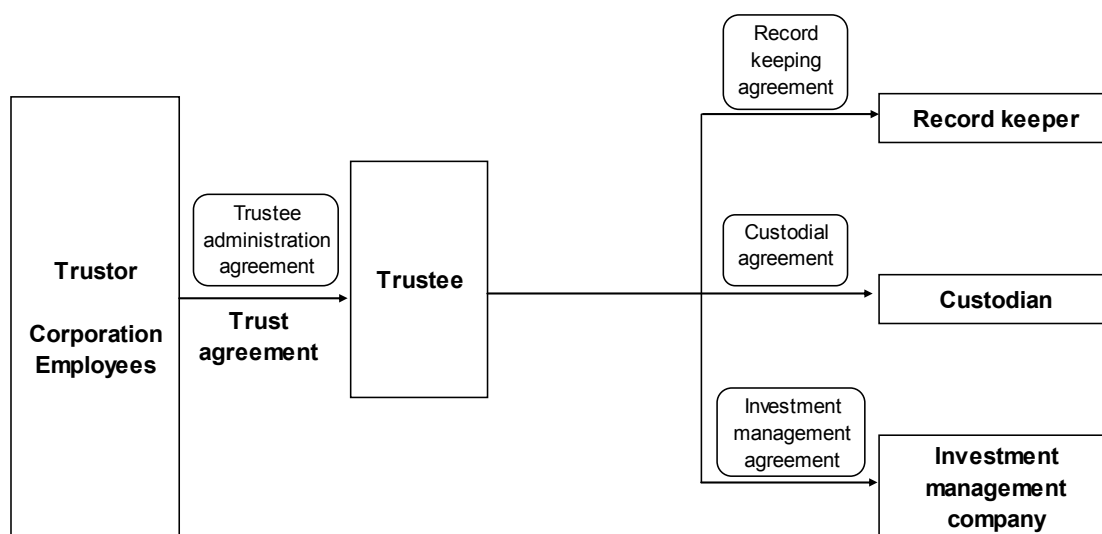 Trustor
Corporation
Employees
Trustee
administration
agreement
Trust
agreement
Trustee
Record
keeping
agreement
Record keeper
Custodial
agreement
Custodian
Investment
management
agreement
Investment
management
company